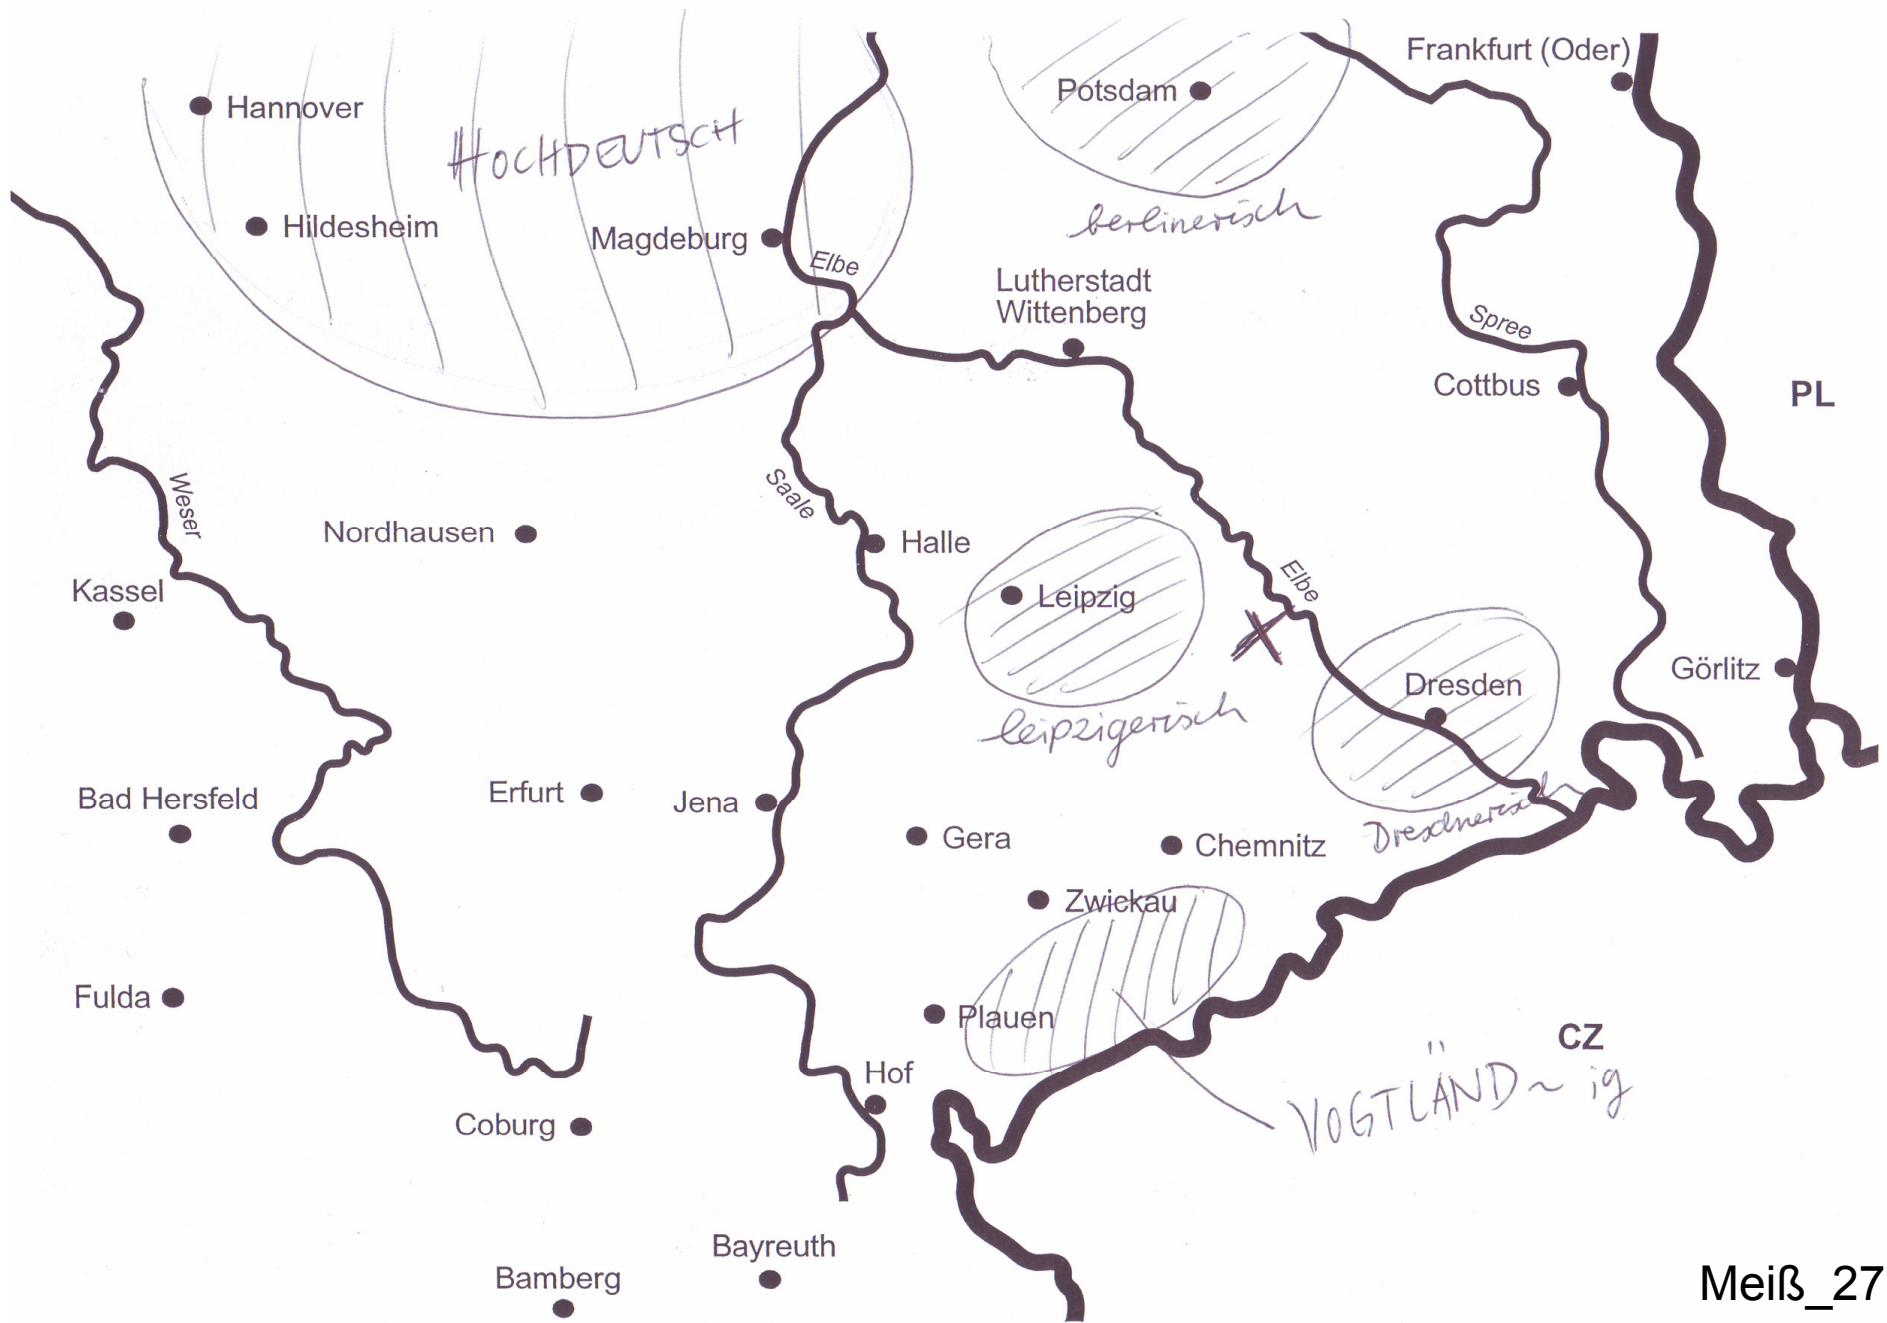 Frankfurt (Oder)
Potsdam
Hannover
HOCHDEUTSCH
berlinerisch
Hildesheim
Magdeburg
Elbe
Lutherstadt
Wittenberg
Spree
Cottbus
PL
Weser
Saale
Nordhausen
Halle
Kassel
Leipzig
Elbe
X
Görlitz
Dresden
leipzigerisch
Bad Hersfeld
Erfurt
Jena
Dresdnerisch
Gera
Chemnitz
Zwickau
Fulda
Plauen
CZ
Hof
VOGTLÄND~ig
Coburg
Bayreuth
Bamberg
Meiß_27